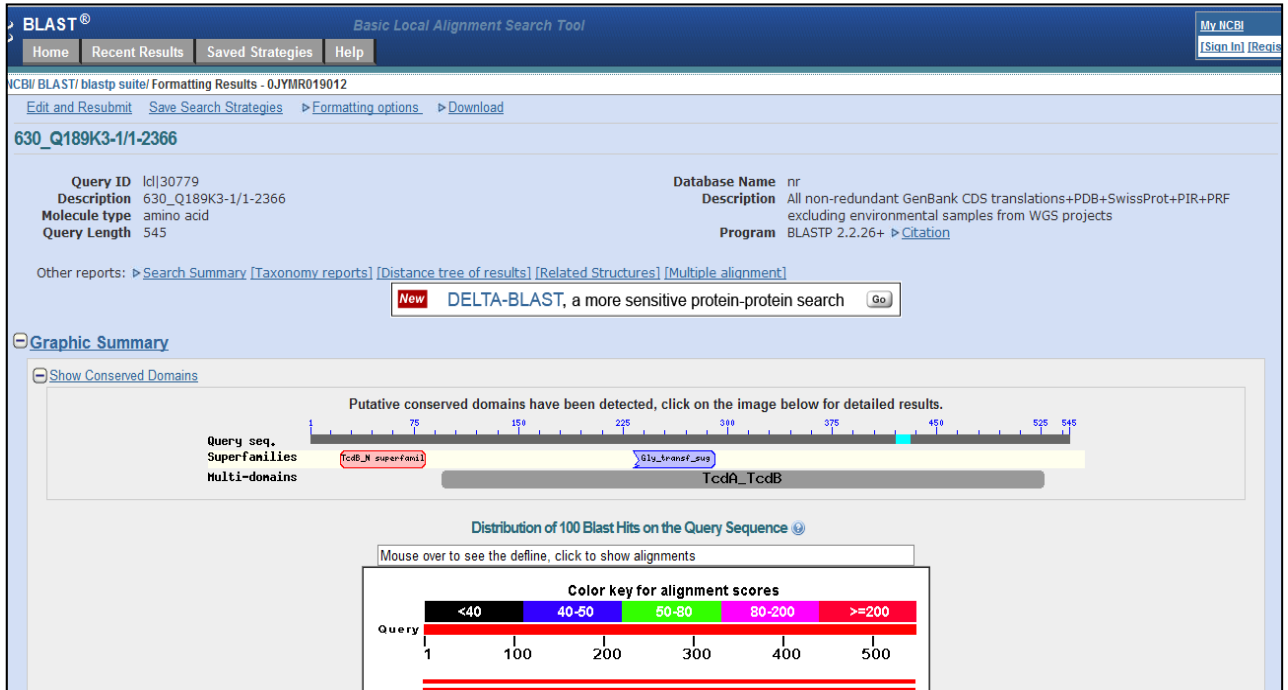 BLAST® Basic Local Alignment Search Tool My NCBI
Home Recent Results Saved Strategies Help [Sign In] [Regis
NCBI/ BLAST/ blastp suite/ Formatting Results - 0JYMR019012
Edit and Resubmit Save Search Strategies Formatting options Download
630_Q189K3-1/1-2366
Query ID lcl|30779 Database Name nr
Description 630_Q189K3-1/1-2366 Description All non-redundant GenBank CDS translations+PDB+SwissProt+PIR+PRF
Molecule type amino acid excluding environmental samples from WGS projects
Query Length 545 Program BLASTP 2.2.26+ Citation
Other reports: Search Summary [Taxonomy reports] [Distance tree of results] [Related Structures] [Multiple alignment]
New DELTA-BLAST, a more sensitive protein-protein search Go
Graphic Summary
Show Conserved Domains
Putative conserved domains have been detected, click on the image below for detailed results.
1 75 150 225 300 375 450 525 545
Query seq.
Superfamilies TcdB_N superfamil Gly_transf_sug
Multi-domains TcdA_TcdB
Distribution of 100 Blast Hits on the Query Sequence
Mouse over to see the defline, click to show alignments
Color key for alignment scores
<40 40-50 50-80 80-200 >=200
Query
1 100 200 300 400 500